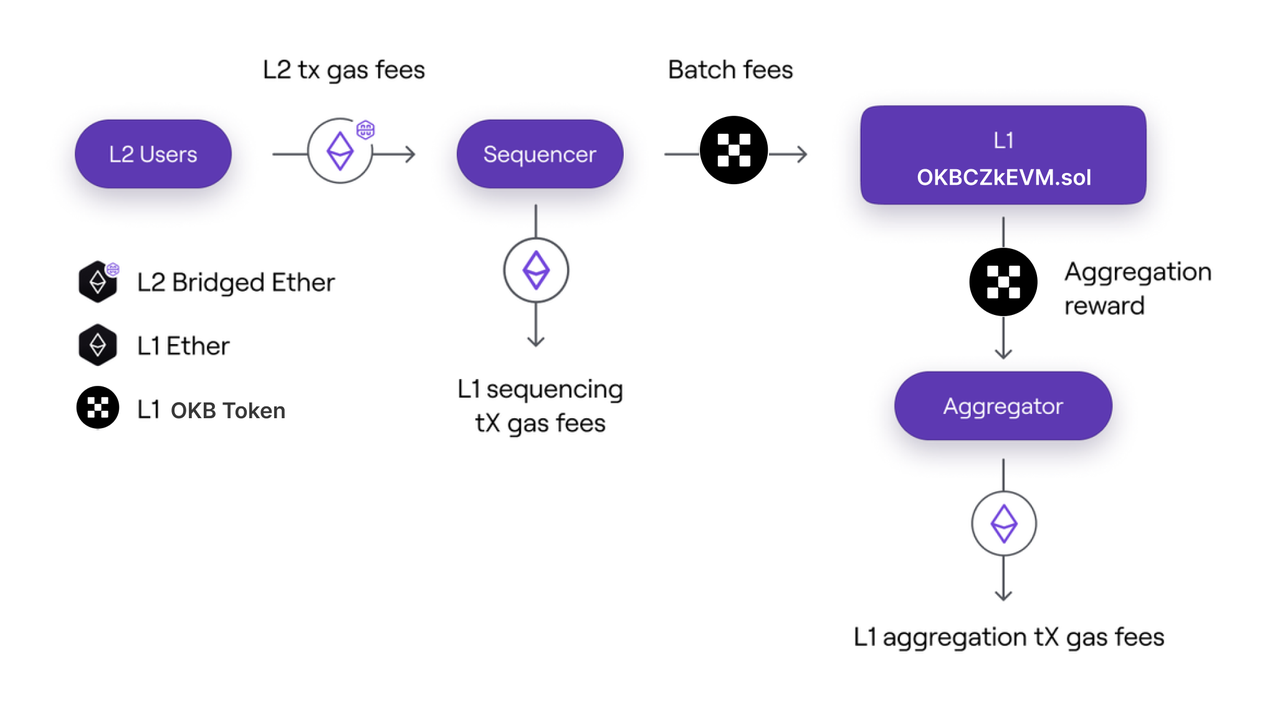 L2 tx gas fees
Batch fees
L2 Users
Sequencer
L1
OKBCZkEVM.sol
L2 Bridged Ether
L1 Ether
L1 OKB Token
L1 sequencing
tX gas fees
Aggregation
reward
Aggregator
L1 aggregation tX gas fees